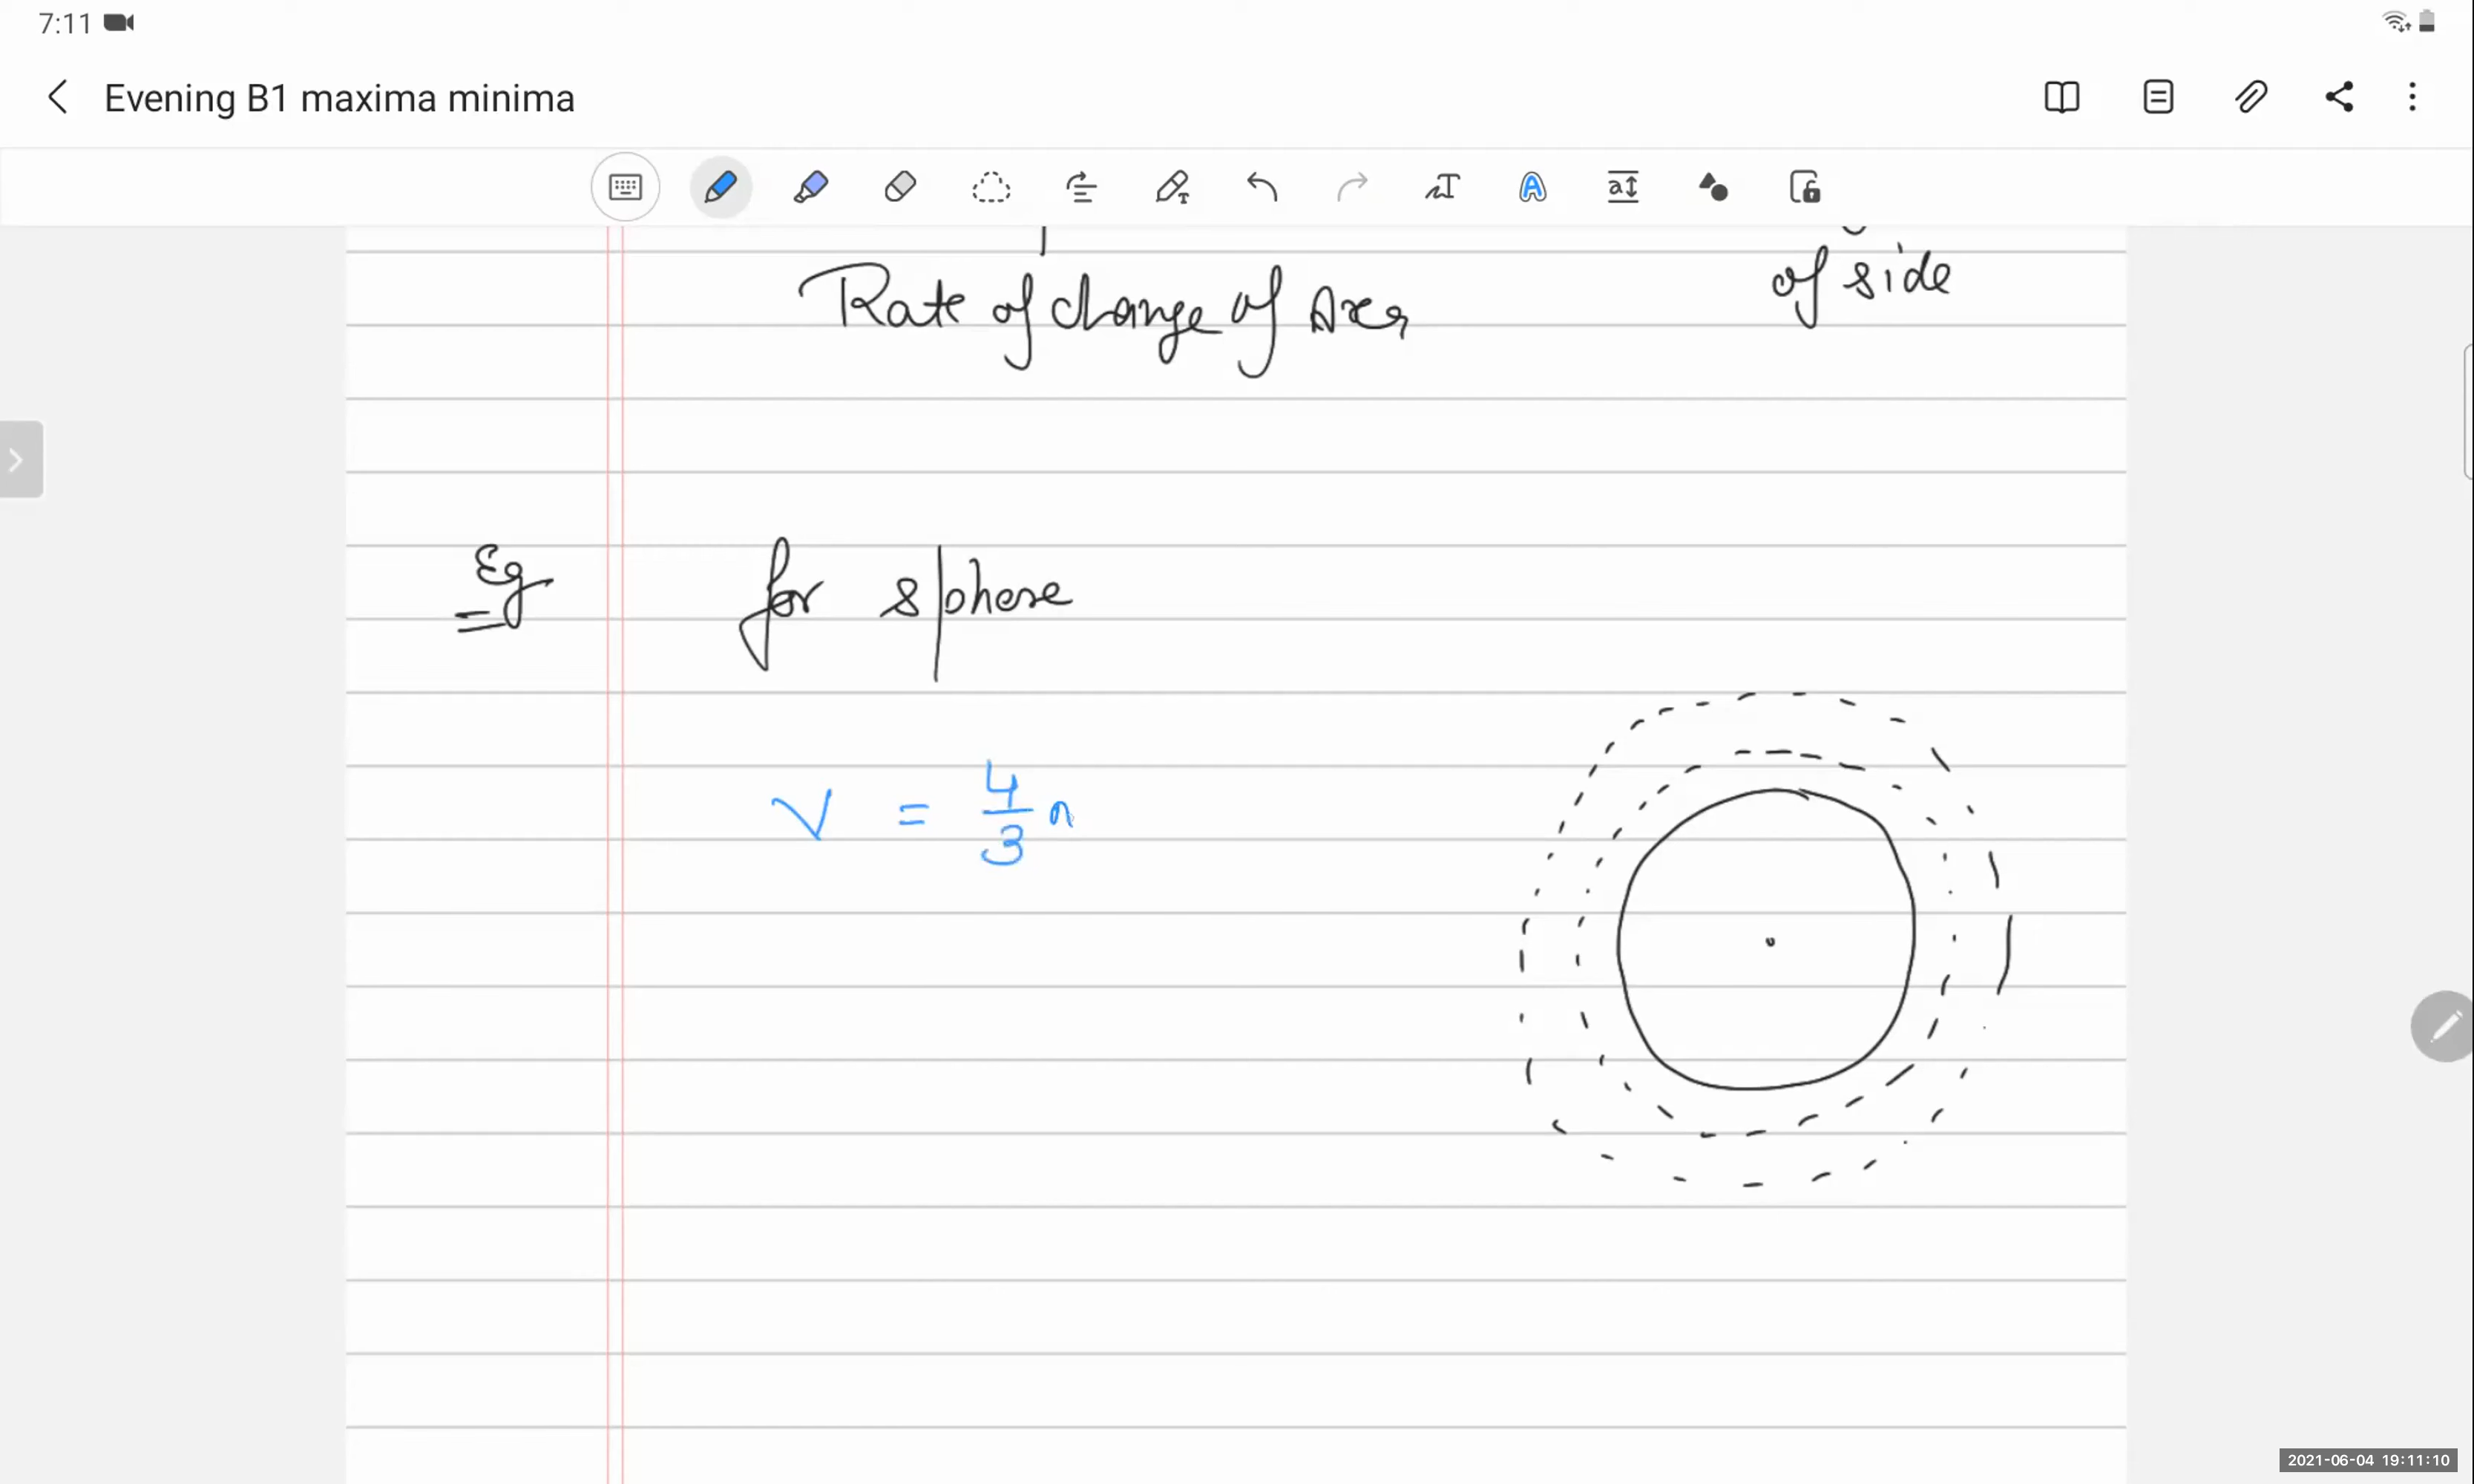 7:11
Evening B1 maxima minima
of side
Rate of change of Area
Eg for sphere
V = 4/3 π
2021-06-04 19:11:10